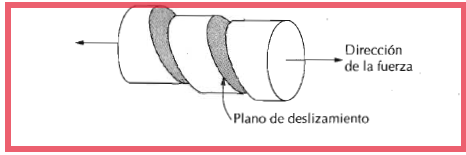 Dirección
de la fuerza
Plano de deslizamiento